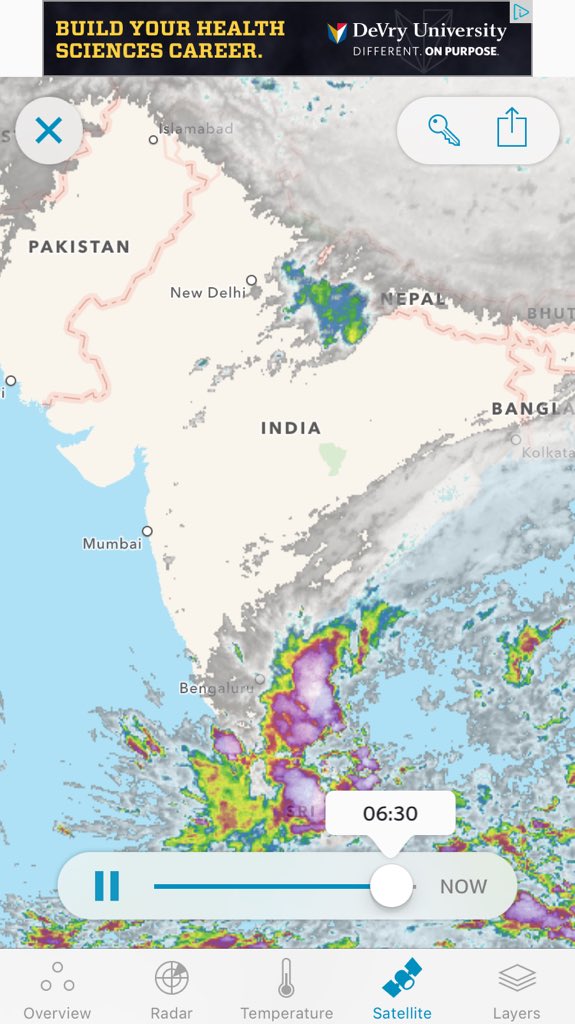 BUILD YOUR HEALTH
SCIENCES CAREER.
DeVry University
DIFFERENT. ON PURPOSE.
Islamabad
PAKISTAN
New Delhi
NEPAL
BHUT
i
INDIA
BANGLA
Kolkata
Mumbai
Bengaluru
SRI
06:30
NOW
Overview
Radar
Temperature
Satellite
Layers